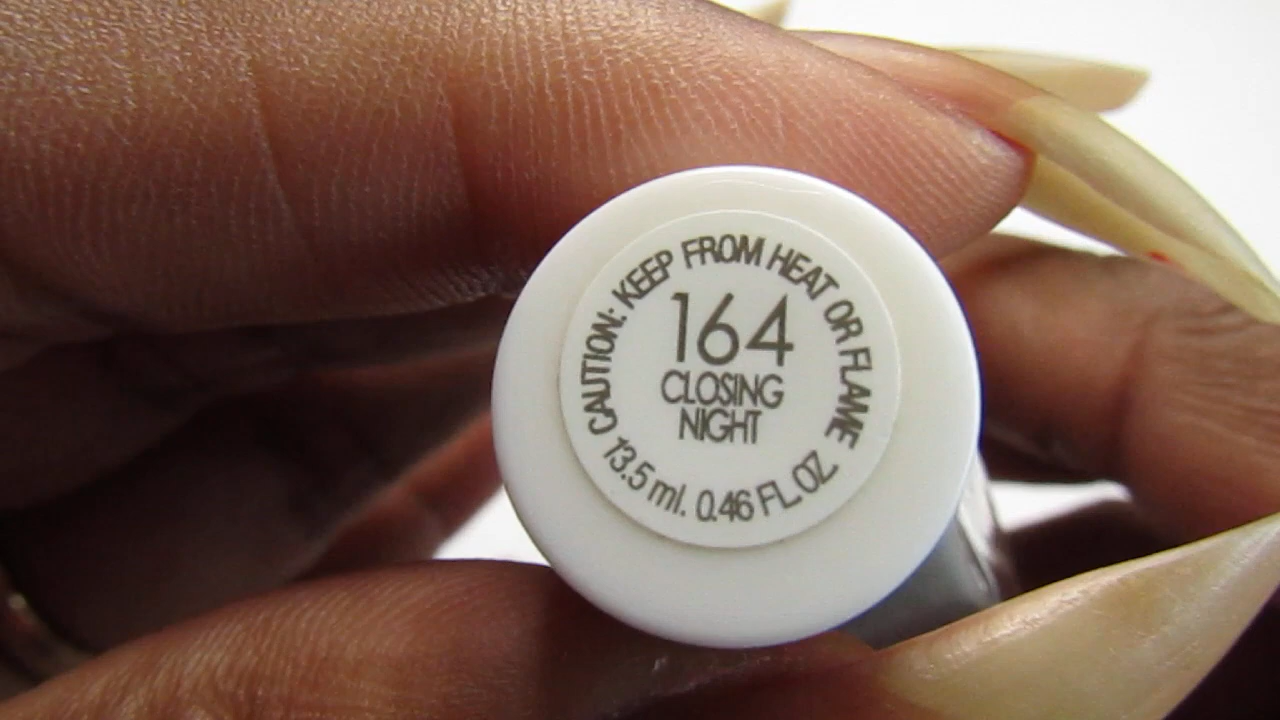 CAUTION: KEEP FROM HEAT OR FLAME
164
CLOSING
NIGHT
13.5 ml. 0.46 FL. OZ